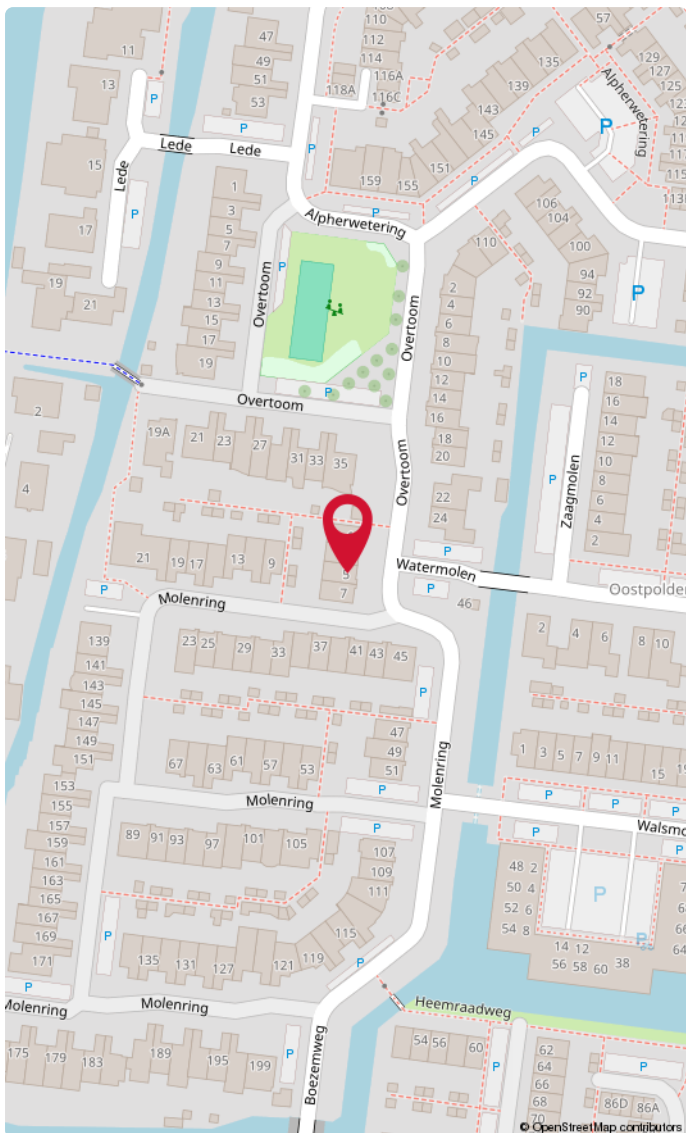 47
49
51
53
11
13
15
17
19
21
P
P
P
Lede
Lede
Lede
110
112
114
116A
116C
118A
P
57
129
127
125
Alpherwetering
P
135
139
143
145
151
155
159
P
P
P
Alpherwetering
106
104
100
94
92
90
P
110
1
3
5
7
9
11
13
15
17
19
P
Overtoom
Overtoom
P
Overtoom
Overtoom
2
4
6
8
10
12
14
16
18
20
22
24
P
18
16
14
12
10
8
6
4
2
P
Zaagmolen
2
4
19A
21
23
27
31
33
35
21
19
17
13
9
5
7
P
Watermolen
P
46
Oostpolder
P
Molenring
139
141
143
145
147
149
151
153
155
157
159
161
163
165
167
169
171
23
25
29
33
37
41
43
45
P
2
4
6
8
10
47
49
51
67
63
61
57
53
P
Molenring
Molenring
1
3
5
7
9
11
15
P
P
P
P
Walsmo
P
89
91
93
97
101
105
107
109
111
115
119
121
127
131
135
P
P
P
48
2
50
4
52
6
54
8
14
12
56
58
60
38
P
Molenring
Molenring
175
179
183
189
195
199
P
Boezemweg
Heemraadweg
54
56
60
P
P
62
64
66
68
70
P
86D
86A
© OpenStreetMap contributors